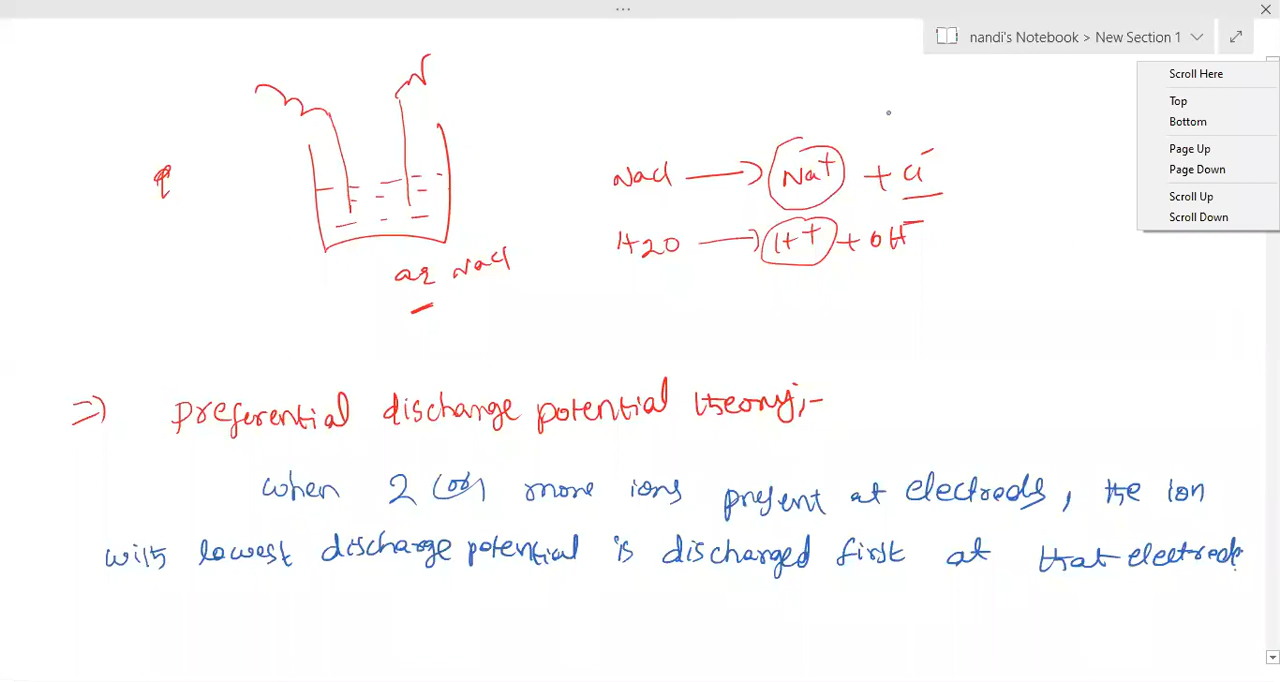 nandi's Notebook > New Section 1
Scroll Here
Top
Bottom
Page Up
Page Down
Scroll Up
Scroll Down
NaCl → Na+ + Cl-
H2O → H+ + OH-
aq NaCl
=> preferential discharge potential theory:-
when 2 (or) more ions present at electrods, the ion
with lowest discharge potential is discharged first at that electrode